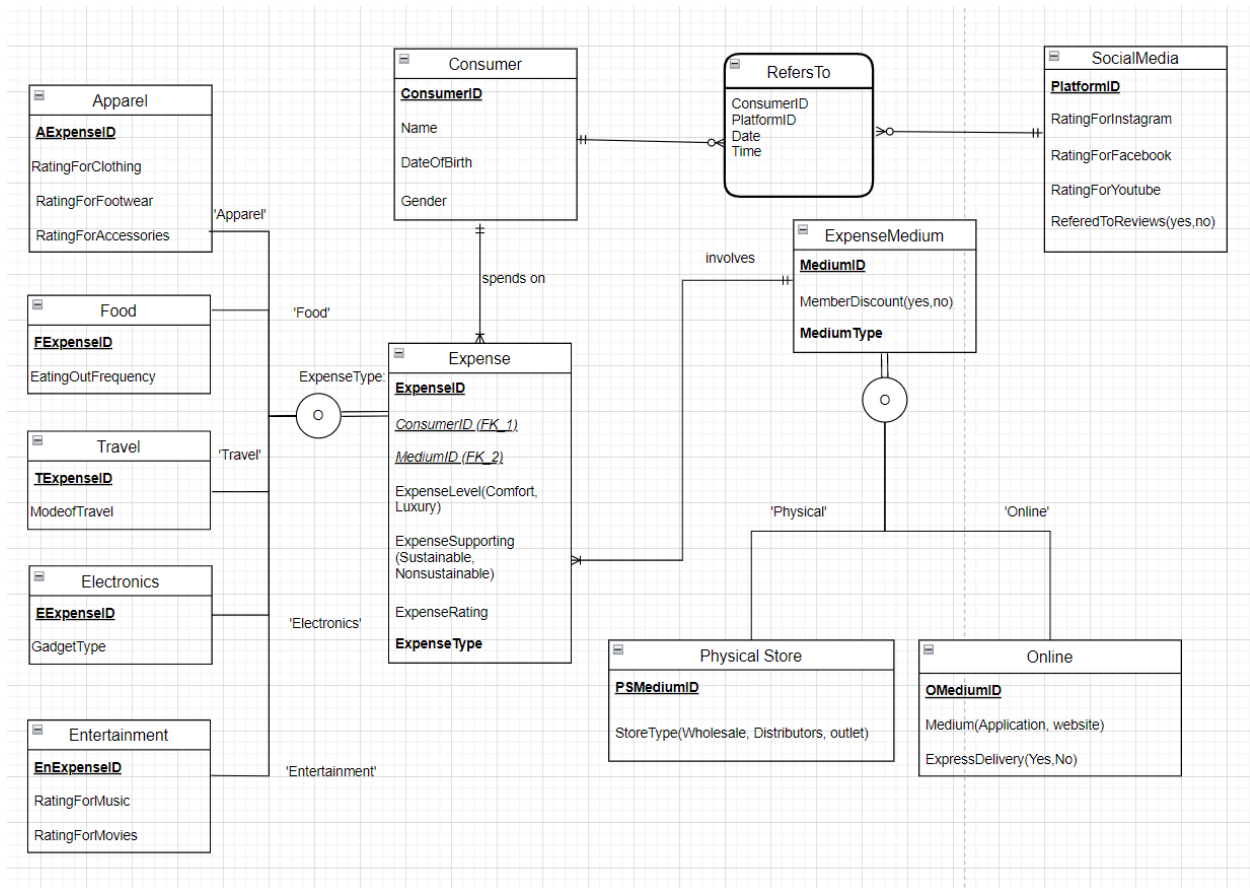 Consumer
ConsumerID
Name
DateOfBirth
Gender
RefersTo
ConsumerID
PlatformID
Date
Time
SocialMedia
PlatformID
RatingForInstagram
RatingForFacebook
RatingForYoutube
ReferedToReviews(yes,no)
Apparel
AExpenseID
RatingForClothing
RatingForFootwear
RatingForAccessories
'Apparel'
spends on
involves
ExpenseMedium
MediumID
MemberDiscount(yes,no)
MediumType
O
Food
FExpenseID
EatingOutFrequency
'Food'
ExpenseType:
O
Expense
ExpenseID
ConsumerID (FK_1)
MediumID (FK_2)
ExpenseLevel(Comfort,
Luxury)
ExpenseSupporting
(Sustainable,
Nonsustainable)
ExpenseRating
ExpenseType
Travel
TExpenseID
ModeofTravel
'Travel'
'Physical'
'Online'
Electronics
EExpenseID
GadgetType
'Electronics'
Physical Store
PSMediumID
StoreType(Wholesale, Distributors, outlet)
Online
OMediumID
Medium(Application, website)
ExpressDelivery(Yes,No)
Entertainment
EnExpenseID
RatingForMusic
RatingForMovies
'Entertainment'